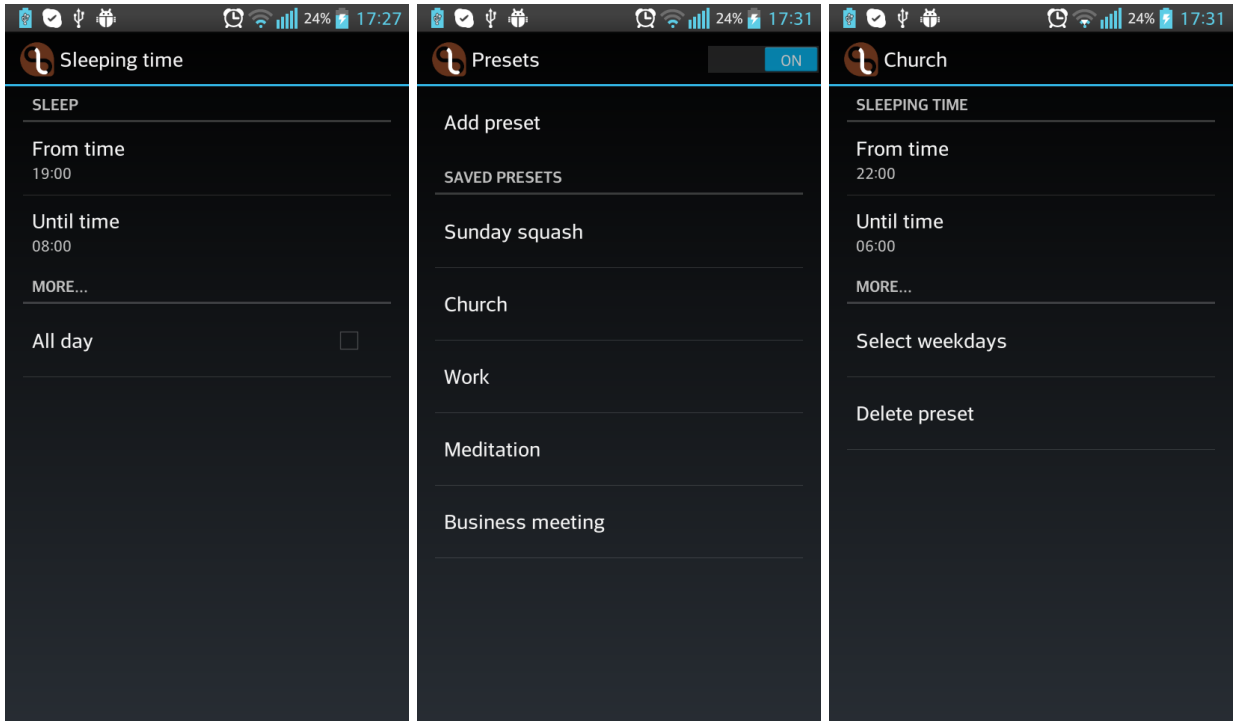 24% 17:27
Sleeping time
SLEEP
From time
19:00
Until time
08:00
MORE...
All day
24% 17:31
Presets
ON
Add preset
SAVED PRESETS
Sunday squash
Church
Work
Meditation
Business meeting
24% 17:31
Church
SLEEPING TIME
From time
22:00
Until time
06:00
MORE...
Select weekdays
Delete preset